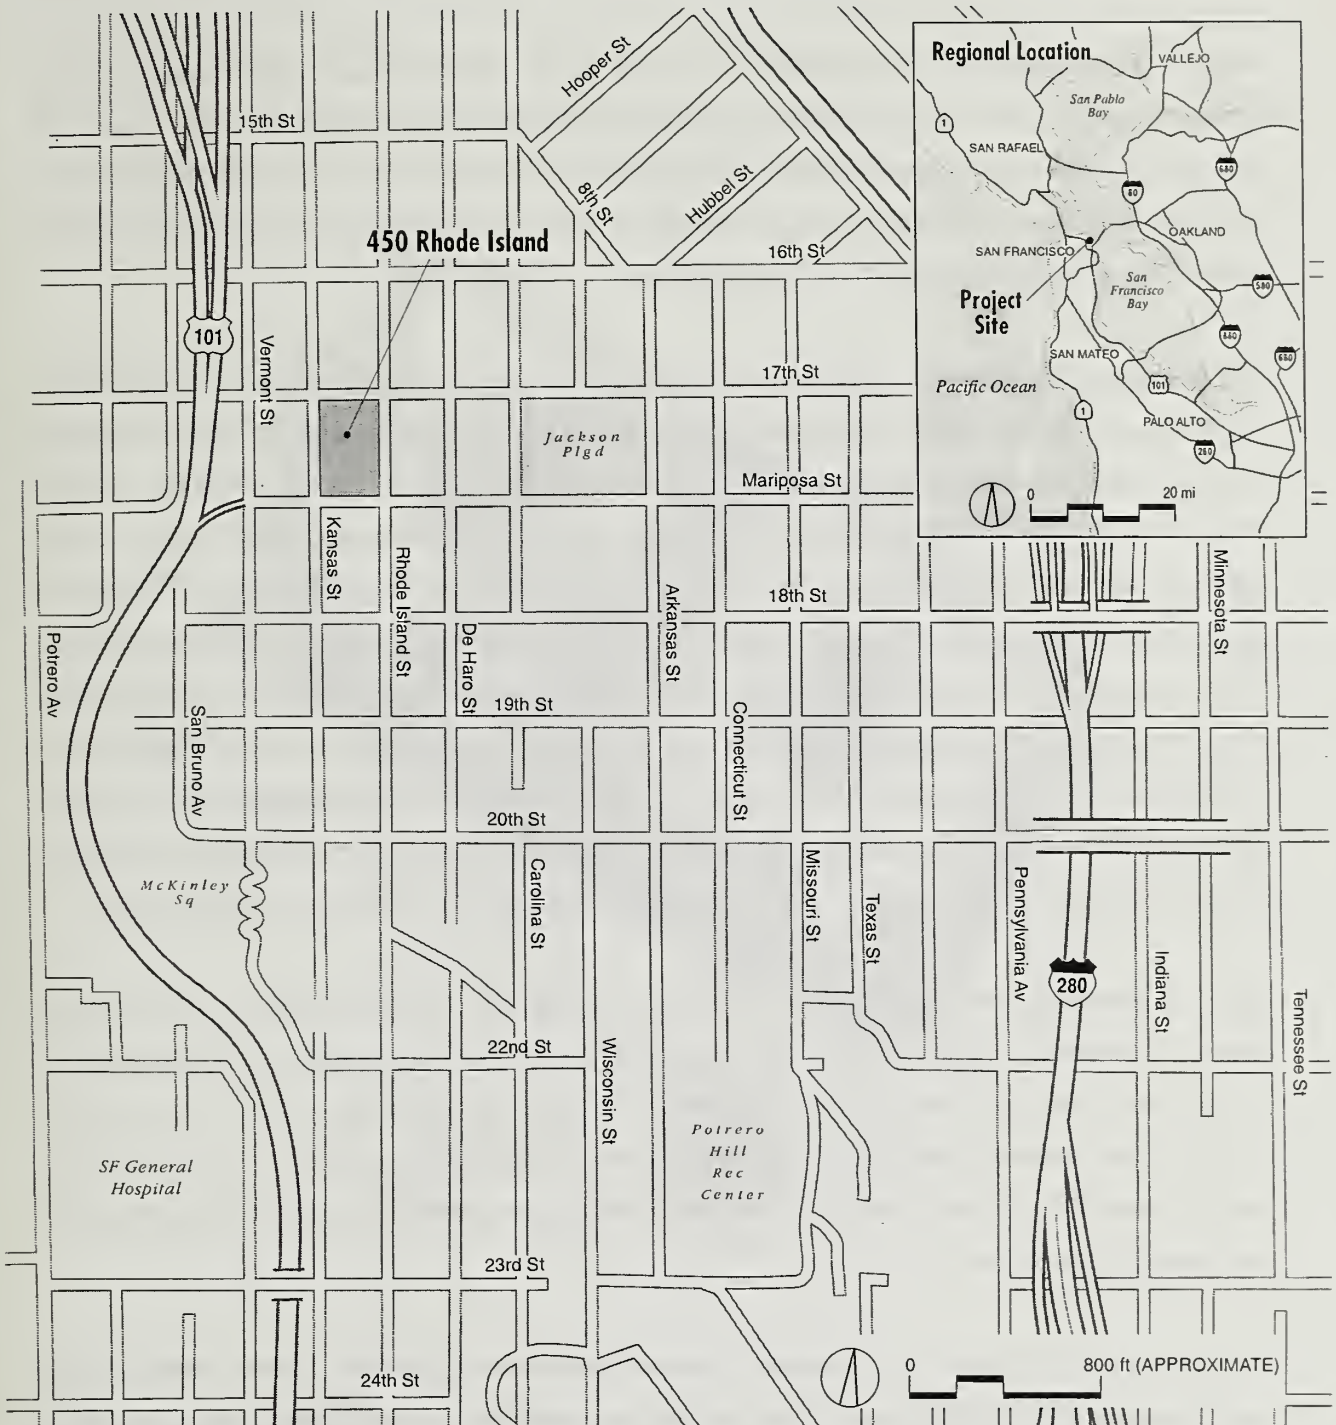 Regional Location
VALLEJO
San Pablo
Bay
1
SAN RAFAEL
680
80
OAKLAND
SAN FRANCISCO
San
Francisco
Bay
580
Project
Site
880
680
SAN MATEO
Pacific Ocean
101
1
PALO ALTO
280
0 20 mi
Hooper St
15th St
8th St
Hubbel St
450 Rhode Island
16th St
101
Vermont St
17th St
Jackson
Plgd
Mariposa St
Kansas St
Rhode Island St
Arkansas St
18th St
Minnesota St
Potrero Av
De Haro St
19th St
San Bruno Av
Connecticut St
20th St
McKinley
Sq
Carolina St
Missouri St
Texas St
Pennsylvania Av
Indiana St
280
Tennessee St
22nd St
Wisconsin St
Potrero
Hill
Rec
Center
SF General
Hospital
23rd St
24th St
0 800 ft (APPROXIMATE)